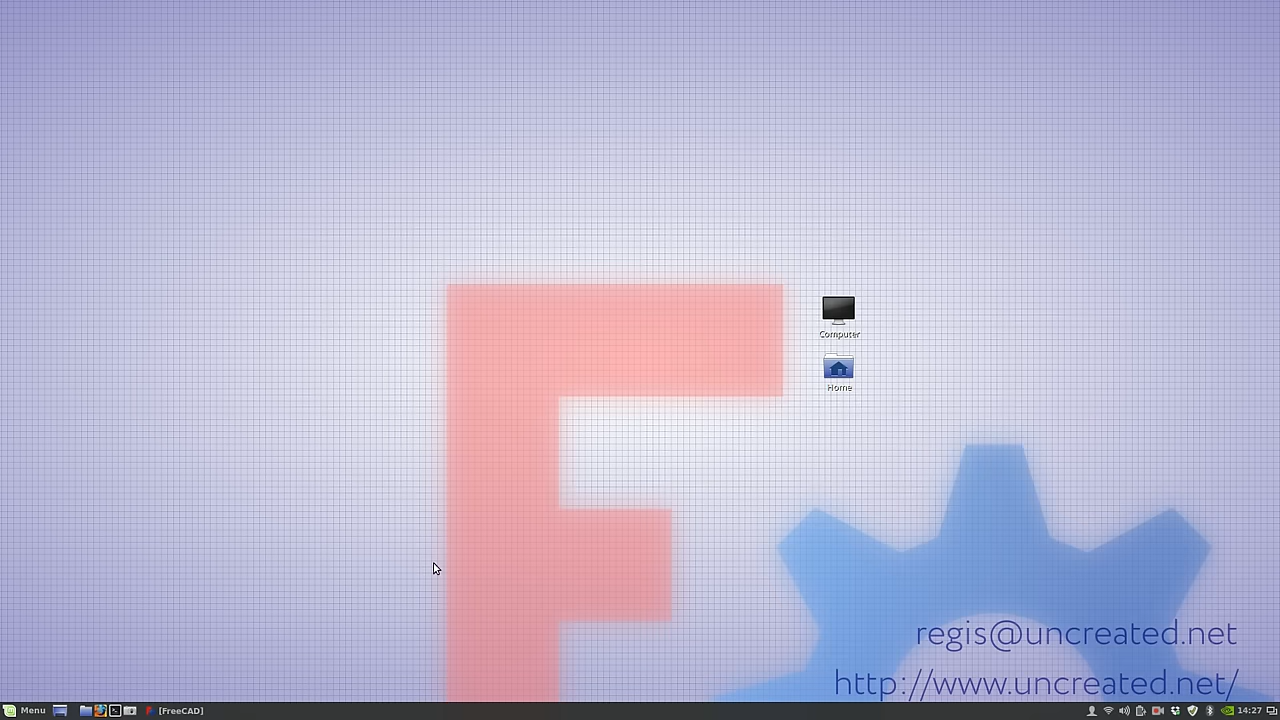 Computer
Home
regis@uncreated.net
http://www.uncreated.net/
Menu
[FreeCAD]
14:27